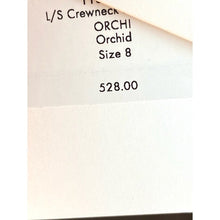 L/S Crewneck
ORCHI
Orchid
Size 8
528.00